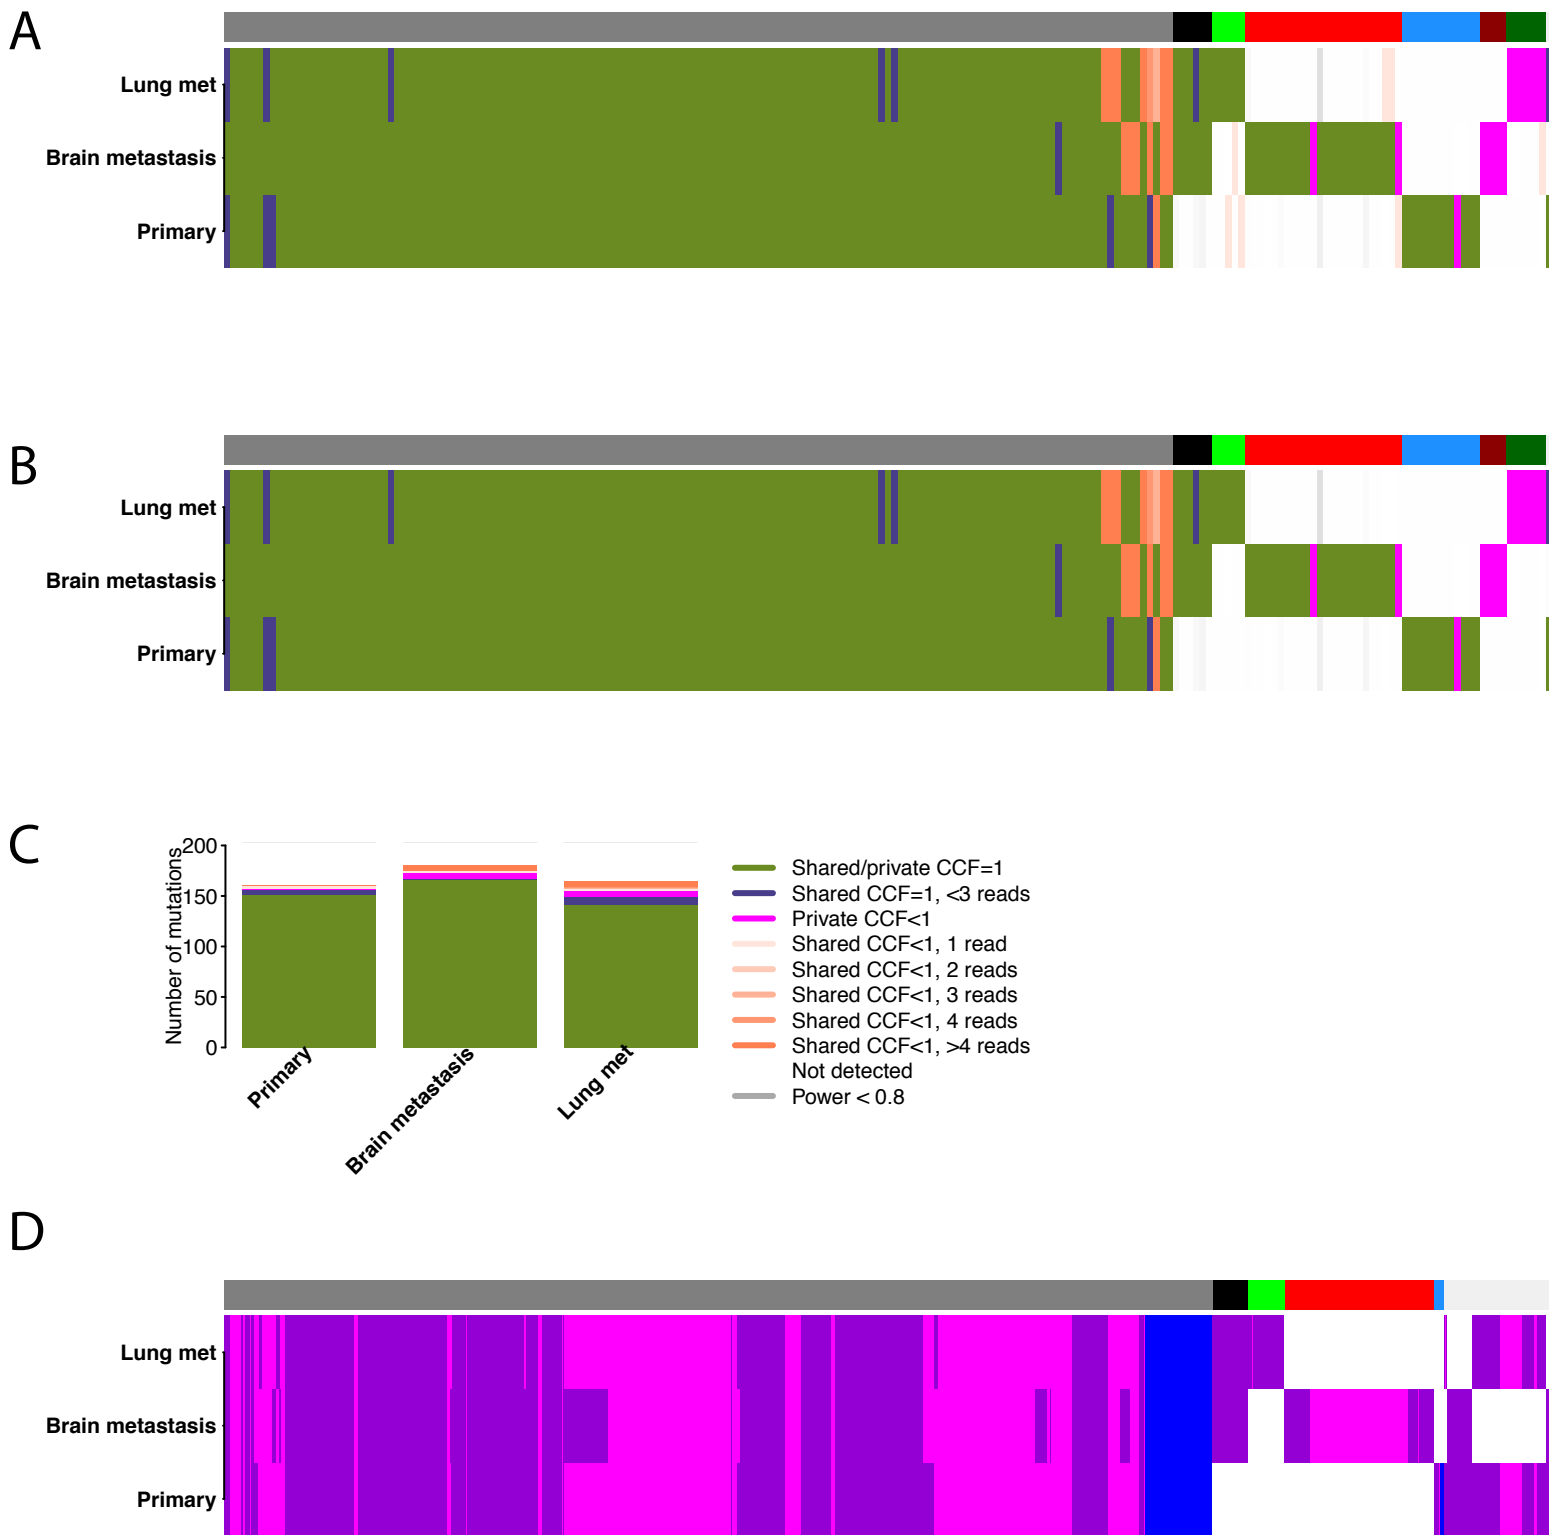 A
Lung met
Brain metastasis
Primary
B
Lung met
Brain metastasis
Primary
C
Number of mutations
200
150
100
50
0
Primary
Brain metastasis
Lung met
Shared/private CCF=1
Shared CCF=1, <3 reads
Private CCF<1
Shared CCF<1, 1 read
Shared CCF<1, 2 reads
Shared CCF<1, 3 reads
Shared CCF<1, 4 reads
Shared CCF<1, >4 reads
Not detected
Power < 0.8
D
Lung met
Brain metastasis
Primary